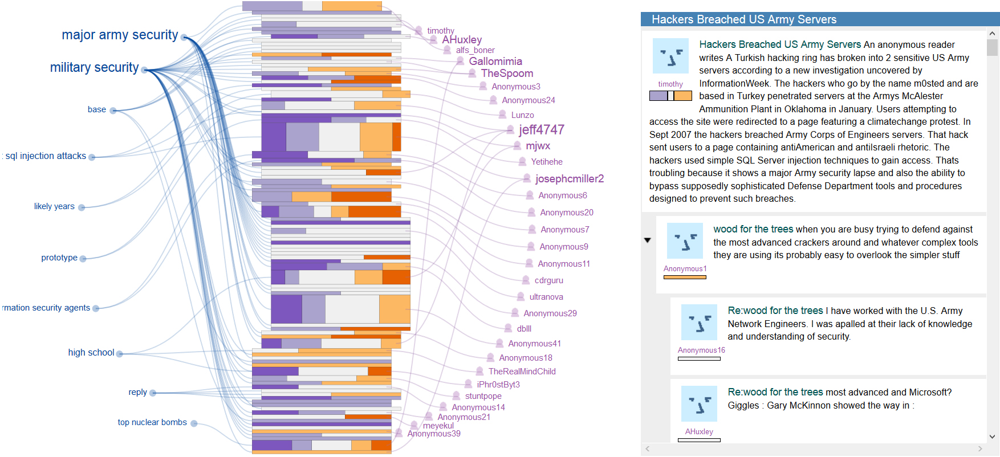 major army security
military security
base
: sql injection attacks
likely years
prototype
rmation security agents
high school
reply
top nuclear bombs
timothy
AHuxley
alfs_boner
Gallomimia
TheSpoom
Anonymous3
Anonymous24
Lunzo
jeff4747
mjwx
Yetihehe
josephcmiller2
Anonymous6
Anonymous20
Anonymous7
Anonymous9
Anonymous11
cdrguru
ultranova
Anonymous29
dblll
Anonymous41
Anonymous18
TheRealMindChild
iPhr0stByt3
stuntpope
Anonymous14
Anonymous21
meyekul
Anonymous39
Hackers Breached US Army Servers
Hackers Breached US Army Servers An anonymous reader
writes A Turkish hacking ring has broken into 2 sensitive US Army
servers according to a new investigation uncovered by
InformationWeek. The hackers who go by the name m0sted and are
based in Turkey penetrated servers at the Armys McAlester
Ammunition Plant in Oklahoma in January. Users attempting to
access the site were redirected to a page featuring a climatechange protest. In
Sept 2007 the hackers breached Army Corps of Engineers servers. That hack
sent users to a page containing antiAmerican and antiIsraeli rhetoric. The
hackers used simple SQL Server injection techniques to gain access. Thats
troubling because it shows a major Army security lapse and also the ability to
bypass supposedly sophisticated Defense Department tools and procedures
designed to prevent such breaches.
timothy
wood for the trees when you are busy trying to defend against
the most advanced crackers around and whatever complex tools
they are using its probably easy to overlook the simpler stuff
Anonymous1
Re:wood for the trees I have worked with the U.S. Army
Network Engineers. I was apalled at their lack of knowledge
and understanding of security.
Anonymous16
Re:wood for the trees most advanced and Microsoft?
Giggles : Gary McKinnon showed the way in :
AHuxley